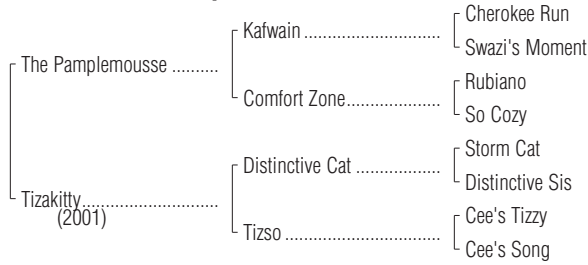 Cherokee Run
Kafwain ..............................
Swazi's Moment
The Pamplemousse ..........
Rubiano
Comfort Zone....................
So Cozy
Storm Cat
Distinctive Cat ..................
Distinctive Sis
Tizakitty.............................
(2001)
Cee's Tizzy
Tizso .................................
Cee's Song